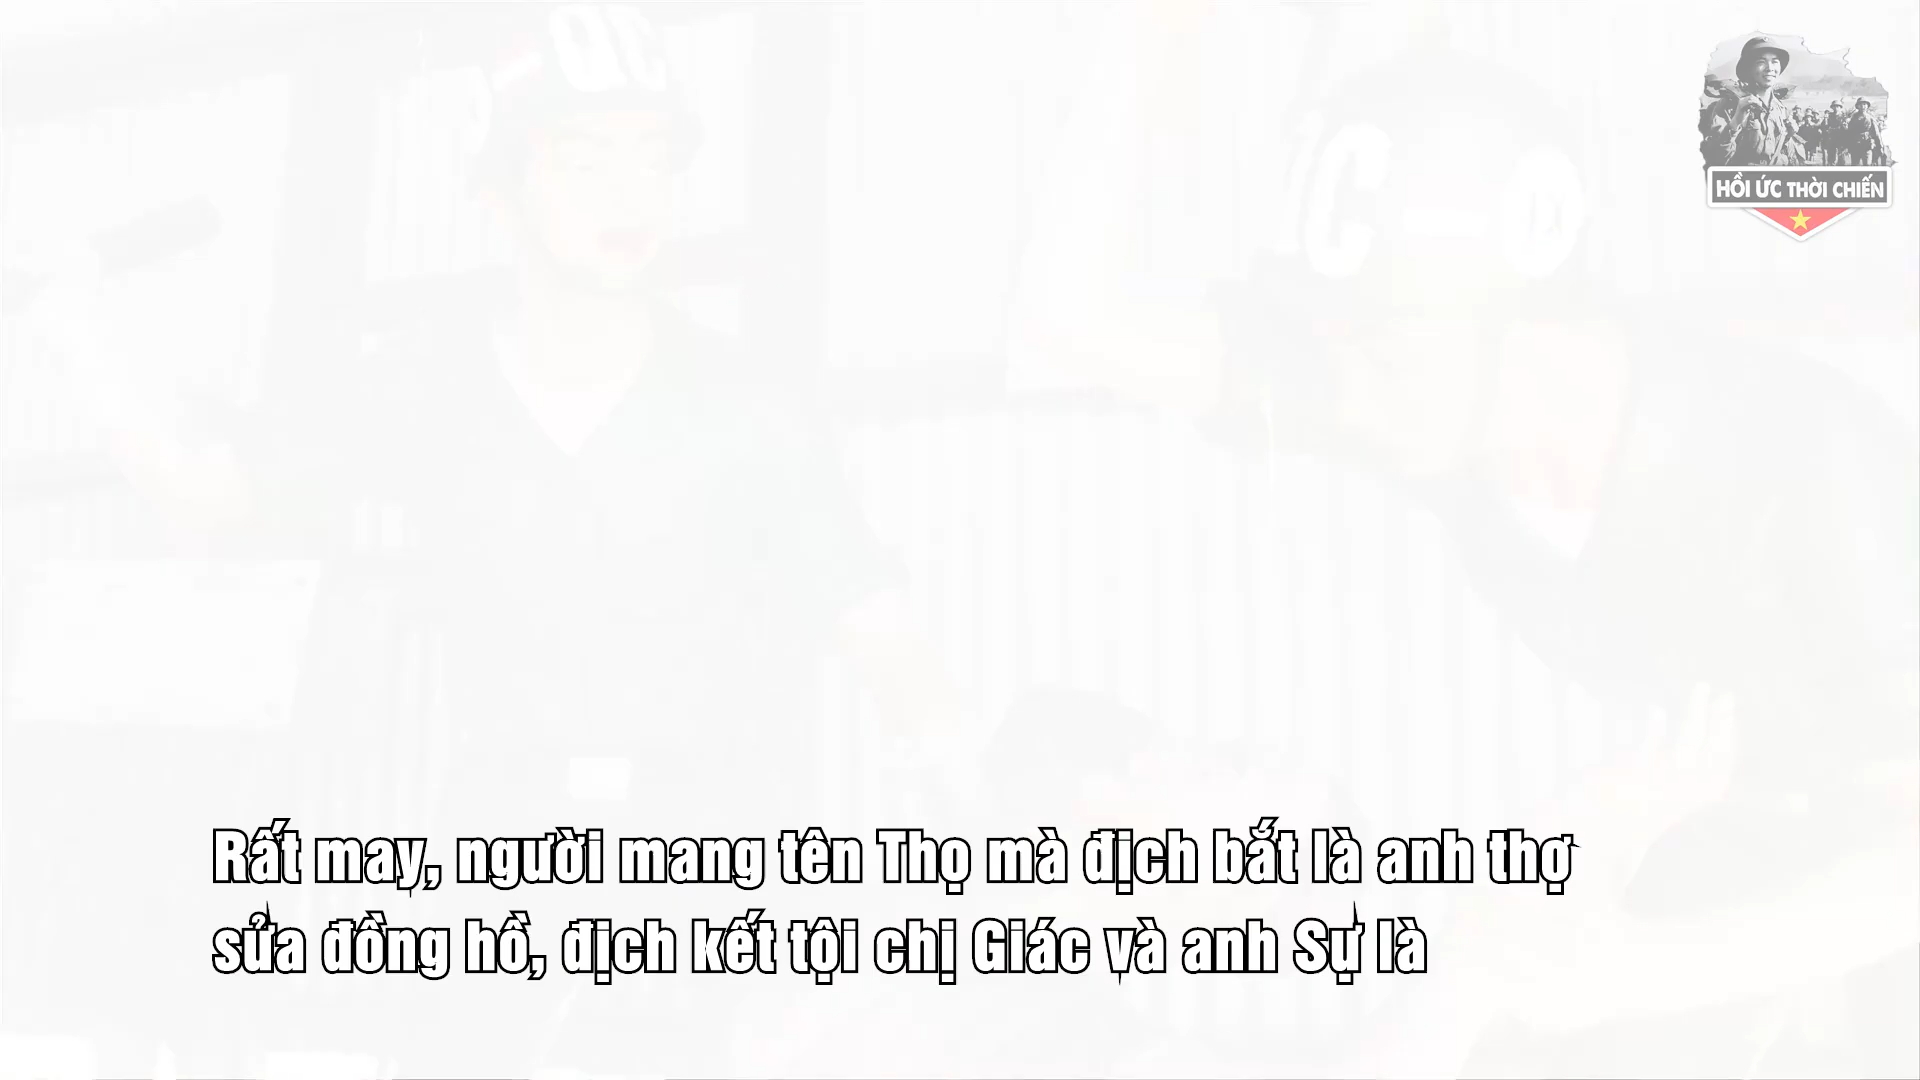 HỒI ỨC THỜI CHIẾN
Rất may, người mang tên Thọ mà địch bắt là anh thợ
sửa đồng hồ, địch kết tội chị Giác và anh Sự là